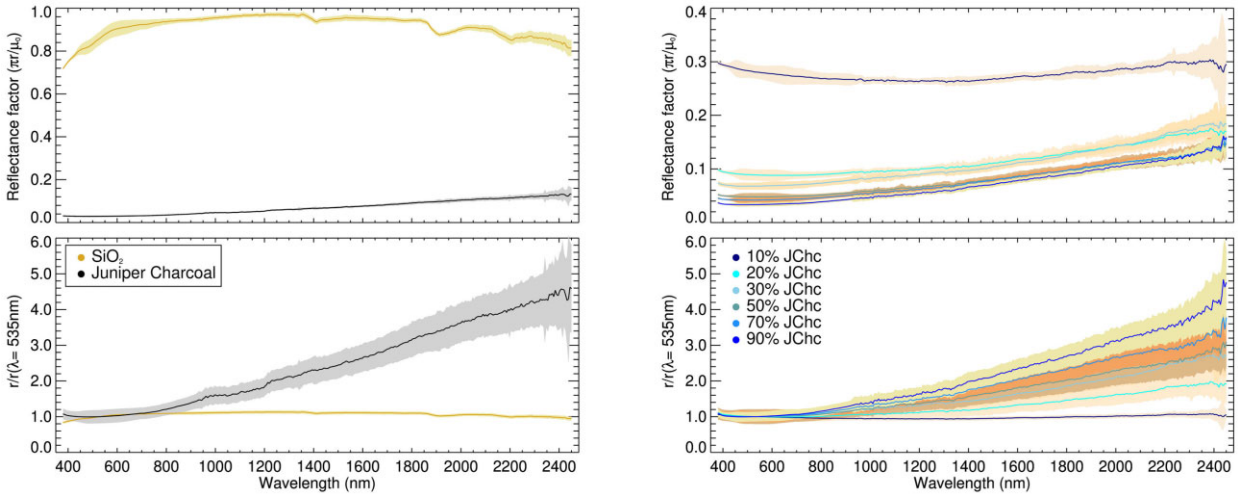 1.0
0.8
0.6
0.4
0.2
0.0
Reflectance factor (πr/μ₀)
6.0
5.0
4.0
3.0
2.0
1.0
0.0
r/r(λ= 535nm)
SiO₂
Juniper Charcoal
400 600 800 1000 1200 1400 1600 1800 2000 2200 2400
Wavelength (nm)
0.4
0.3
0.2
0.1
0.0
Reflectance factor (πr/μ₀)
6.0
5.0
4.0
3.0
2.0
1.0
0.0
r/r(λ= 535nm)
10% JChc
20% JChc
30% JChc
50% JChc
70% JChc
90% JChc
400 600 800 1000 1200 1400 1600 1800 2000 2200 2400
Wavelength (nm)